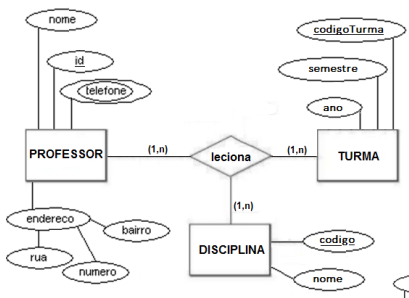 nome
id
telefone
codigoTurma
semestre
ano
PROFESSOR
(1,n)
leciona
(1,n)
TURMA
(1,n)
endereco
bairro
rua
numero
DISCIPLINA
codigo
nome